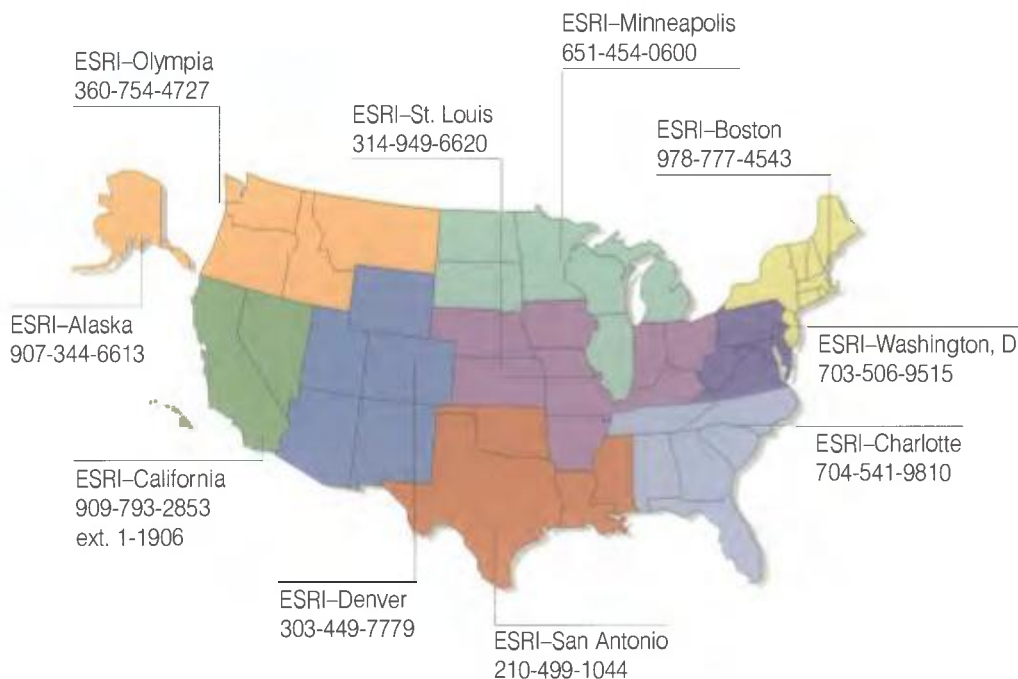 ESRI–Minneapolis
651-454-0600
ESRI–Olympia
360-754-4727
ESRI–St. Louis
314-949-6620
ESRI–Boston
978-777-4543
ESRI–Alaska
907-344-6613
ESRI–Washington, D
703-506-9515
ESRI–Charlotte
704-541-9810
ESRI–California
909-793-2853
ext. 1-1906
ESRI–Denver
303-449-7779
ESRI–San Antonio
210-499-1044